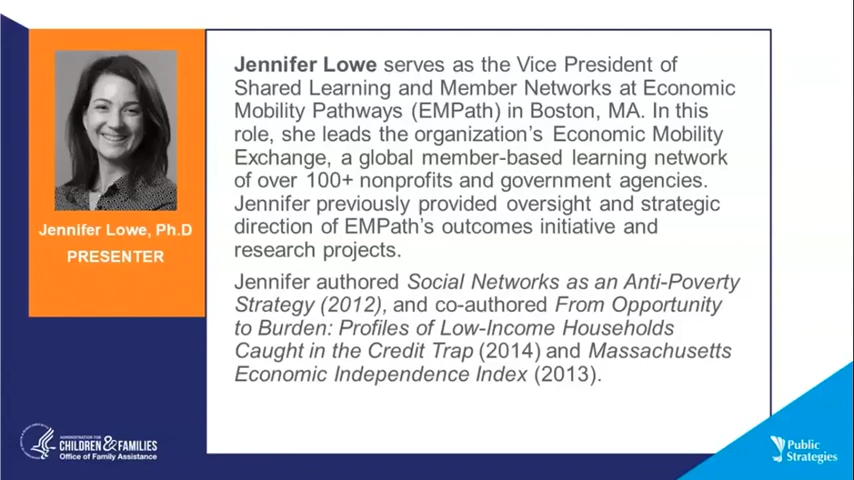 Jennifer Lowe, Ph.D
PRESENTER
Jennifer Lowe serves as the Vice President of
Shared Learning and Member Networks at Economic
Mobility Pathways (EMPath) in Boston, MA. In this
role, she leads the organization's Economic Mobility
Exchange, a global member-based learning network
of over 100+ nonprofits and government agencies.
Jennifer previously provided oversight and strategic
direction of EMPath's outcomes initiative and
research projects.
Jennifer authored Social Networks as an Anti-Poverty
Strategy (2012), and co-authored From Opportunity
to Burden: Profiles of Low-Income Households
Caught in the Credit Trap (2014) and Massachusetts
Economic Independence Index (2013).
ADMINISTRATION FOR
CHILDREN & FAMILIES
Office of Family Assistance
Public
Strategies